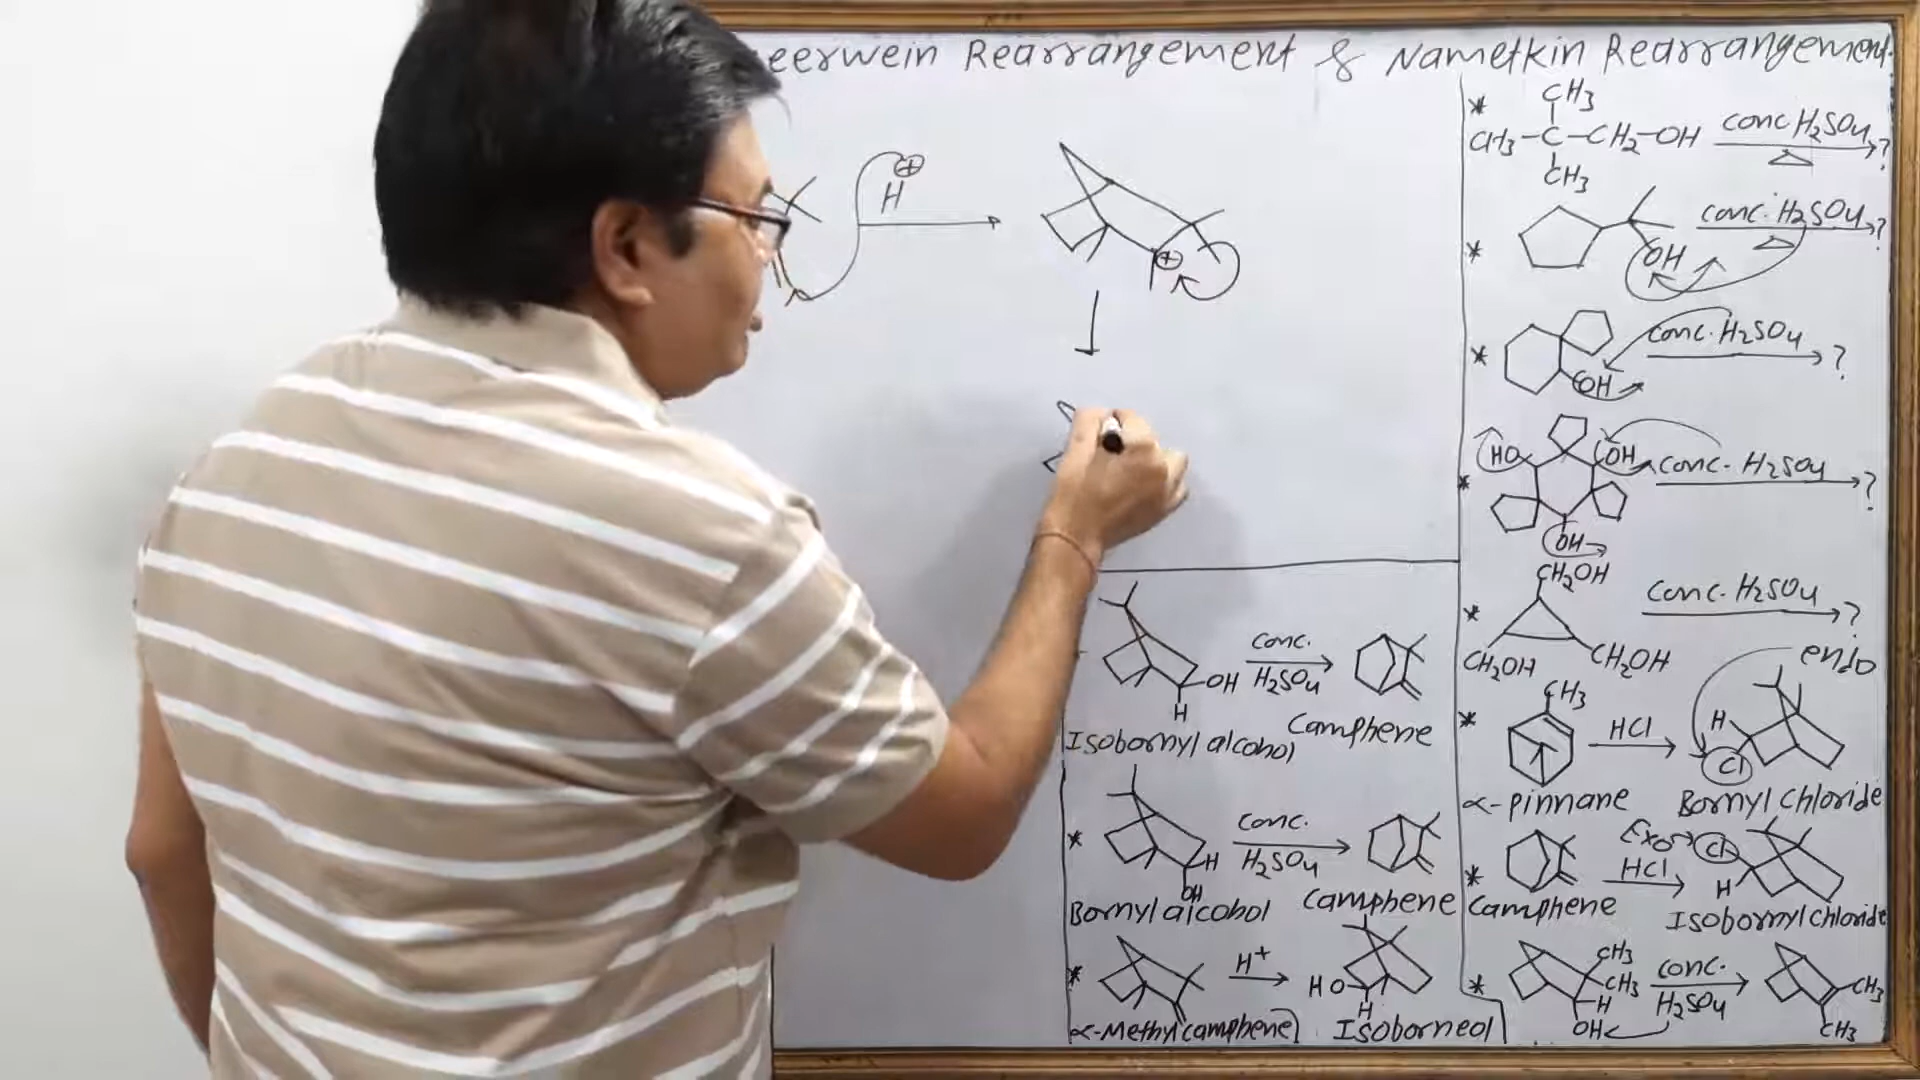 eerwein Rearrangement & Nametkin Rearrangement
H ⊕
⊕
* CH3
CH3-C-CH2-OH conc H2SO4 △ ?
CH3
* OH conc. H2SO4 △ ?
* OH conc. H2SO4 ?
* HO OH conc. H2SO4 ?
OH
* CH2OH conc. H2SO4 ?
CH2OH CH2OH
endo
* CH3 HCl H Cl
α-pinnane Bornyl chloride
* HCl Exo Cl H
Camphene Isobornyl chloride
* CH3 CH3 H OH conc. H2SO4 CH3 CH3
OH H conc. H2SO4
Isobornyl alcohol Camphene
* H OH conc. H2SO4
Bornyl alcohol Camphene
* H+ HO H
α-Methylcamphene Isoborneol